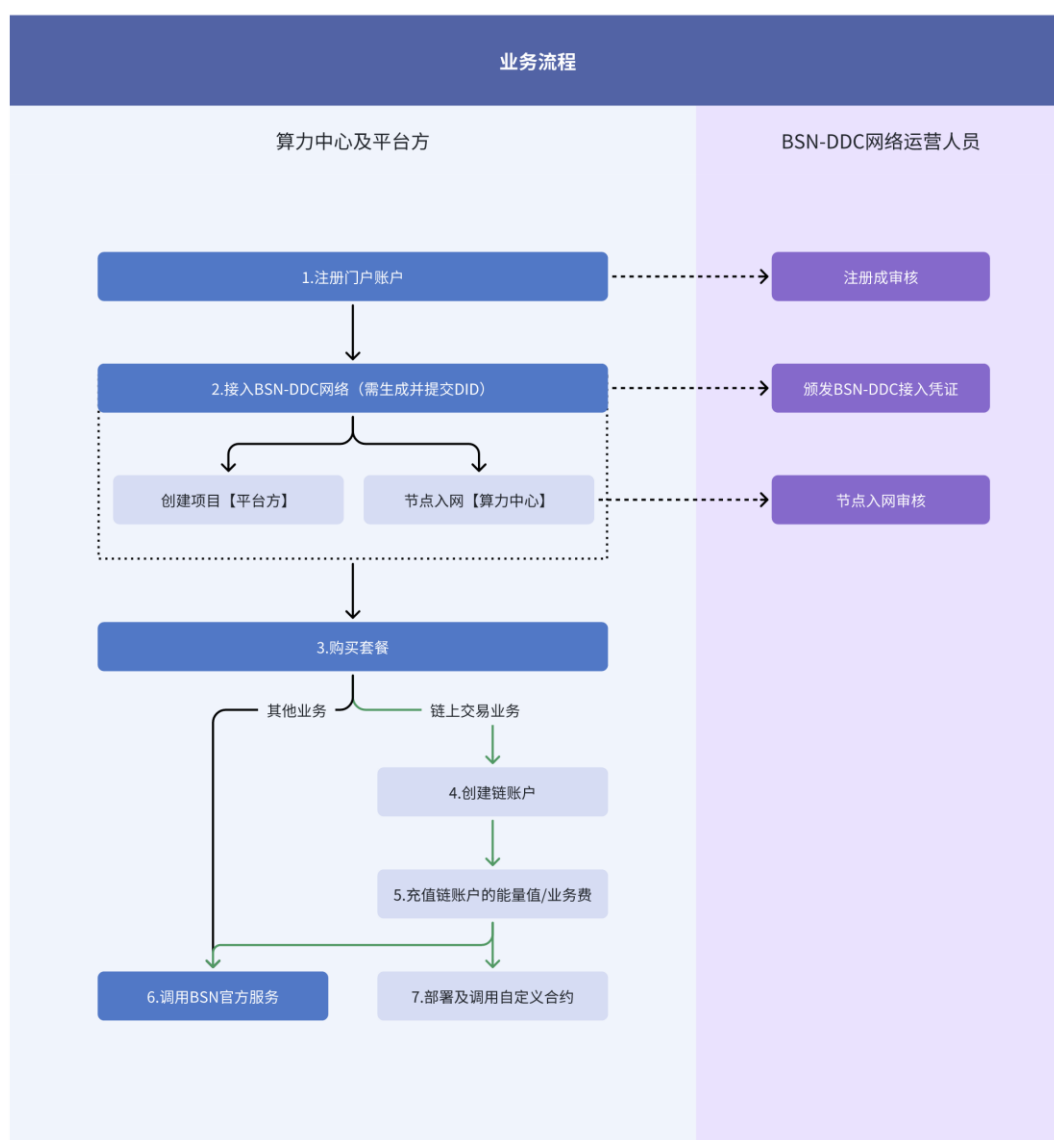 业务流程
算力中心及平台方
BSN-DDC网络运营人员
1.注册门户账户
注册成审核
2.接入BSN-DDC网络（需生成并提交DID）
颁发BSN-DDC接入凭证
创建项目【平台方】
节点入网【算力中心】
节点入网审核
3.购买套餐
其他业务
链上交易业务
4.创建链账户
5.充值链账户的能量值/业务费
6.调用BSN官方服务
7.部署及调用自定义合约